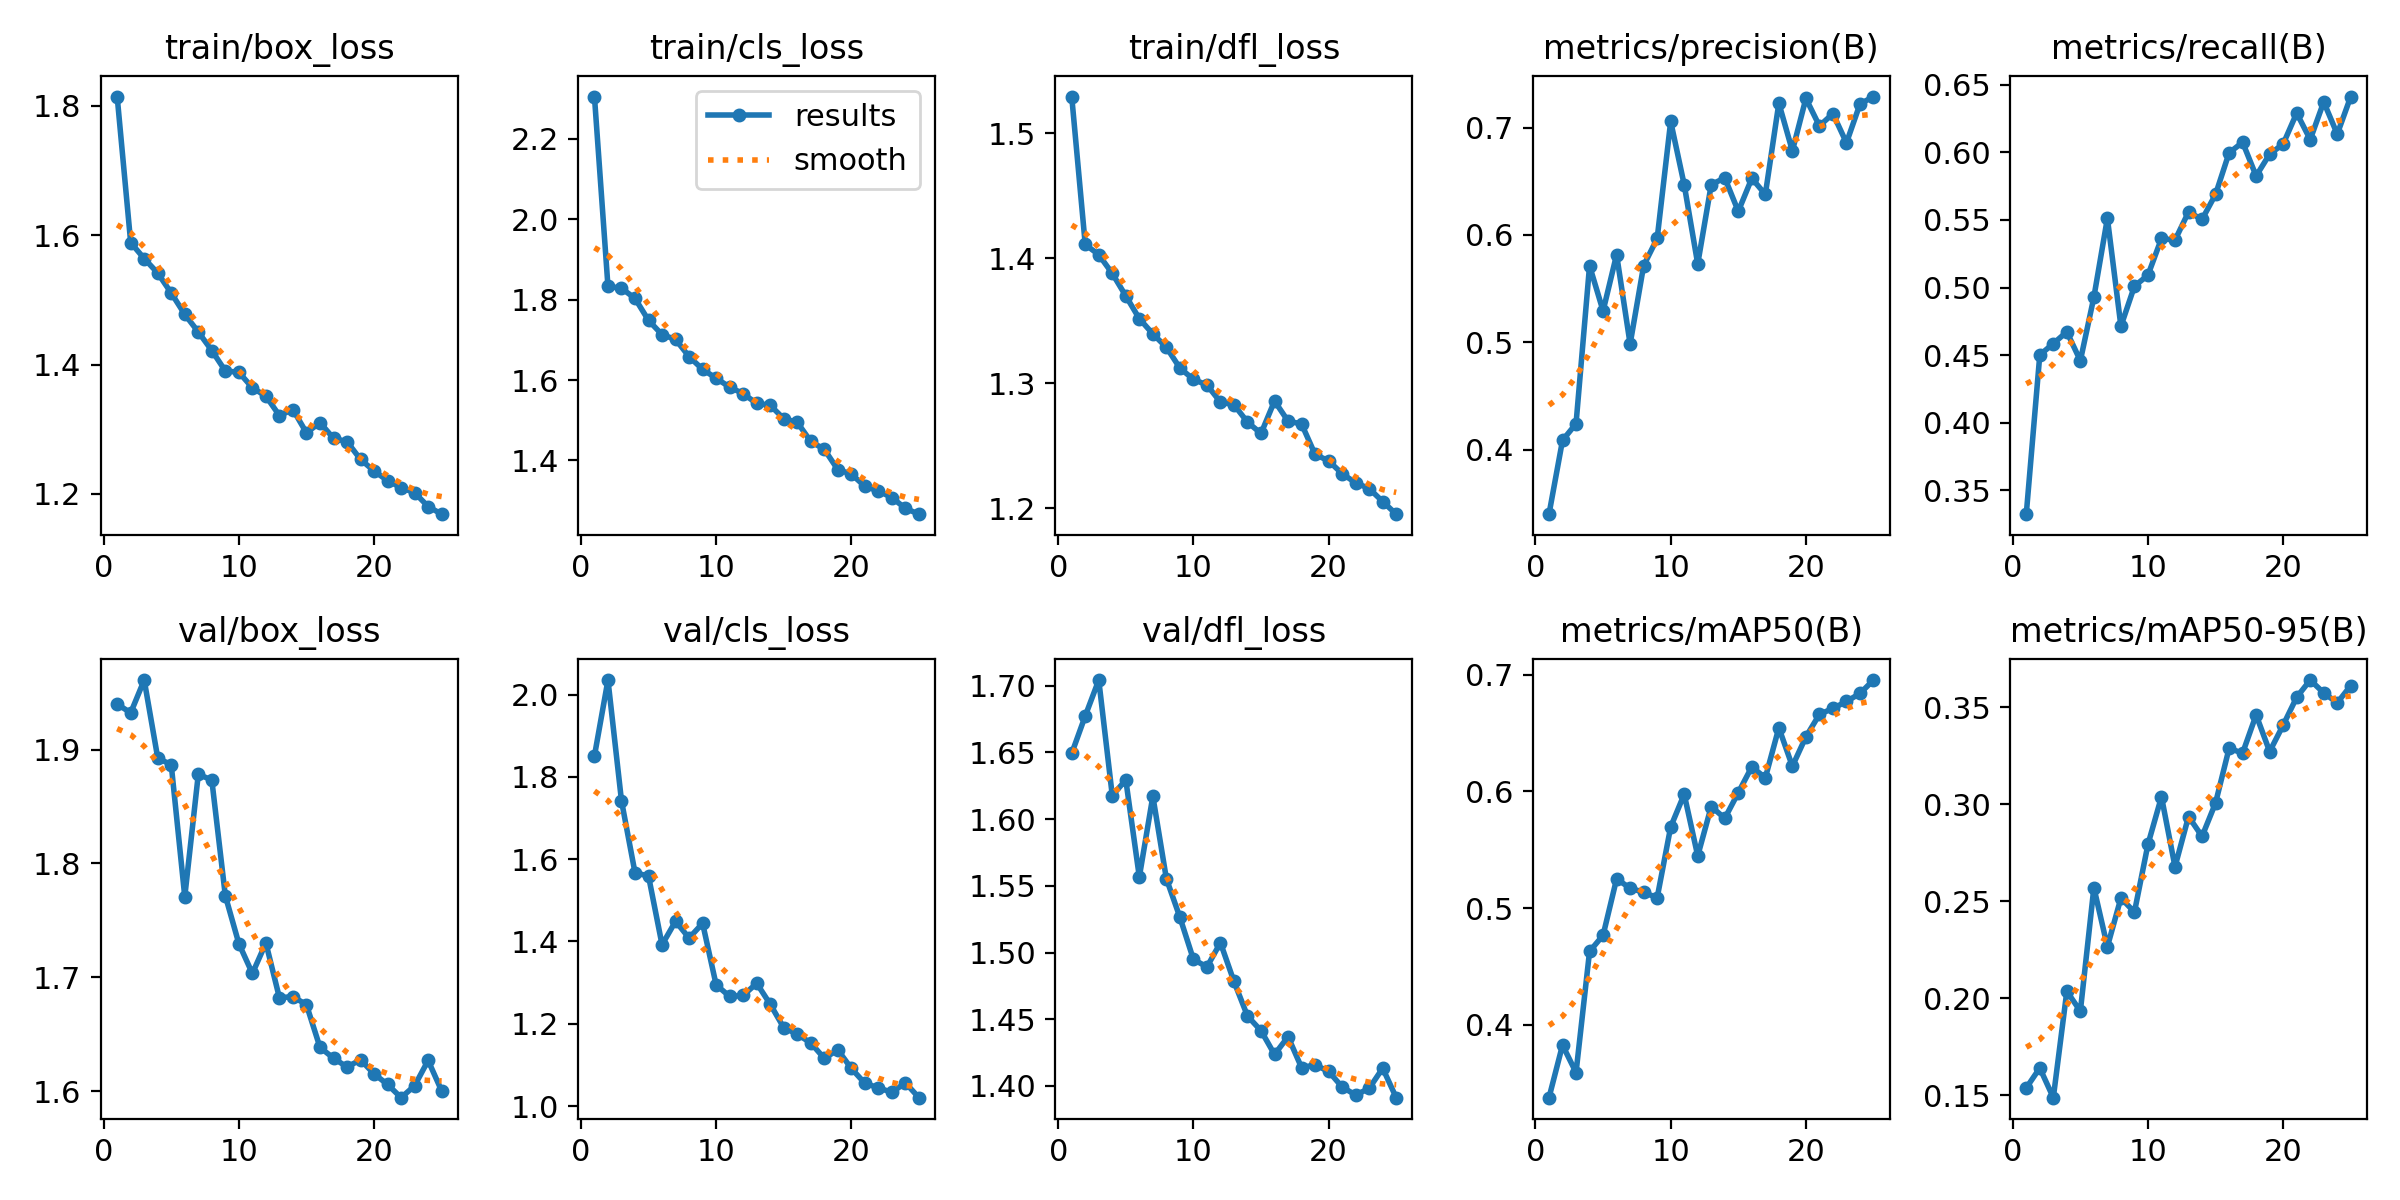 train/box_loss
1.8
1.6
1.4
1.2
0 10 20
train/cls_loss
results
smooth
2.2
2.0
1.8
1.6
1.4
0 10 20
train/dfl_loss
1.5
1.4
1.3
1.2
0 10 20
metrics/precision(B)
0.7
0.6
0.5
0.4
0 10 20
metrics/recall(B)
0.65
0.60
0.55
0.50
0.45
0.40
0.35
0 10 20
val/box_loss
1.9
1.8
1.7
1.6
0 10 20
val/cls_loss
2.0
1.8
1.6
1.4
1.2
1.0
0 10 20
val/dfl_loss
1.70
1.65
1.60
1.55
1.50
1.45
1.40
0 10 20
metrics/mAP50(B)
0.7
0.6
0.5
0.4
0 10 20
metrics/mAP50-95(B)
0.35
0.30
0.25
0.20
0.15
0 10 20